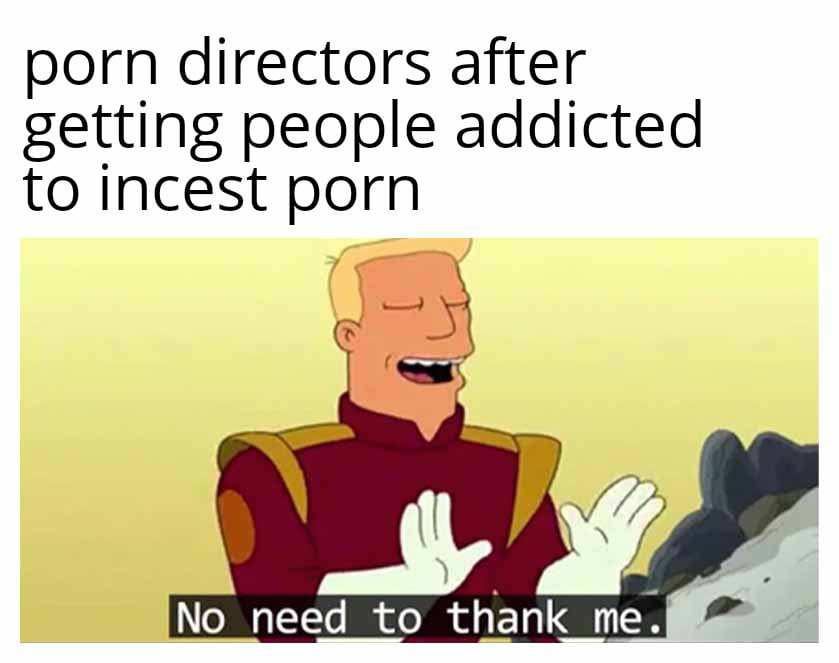 porn directors after
getting people addicted
to incest porn
No need to thank me.